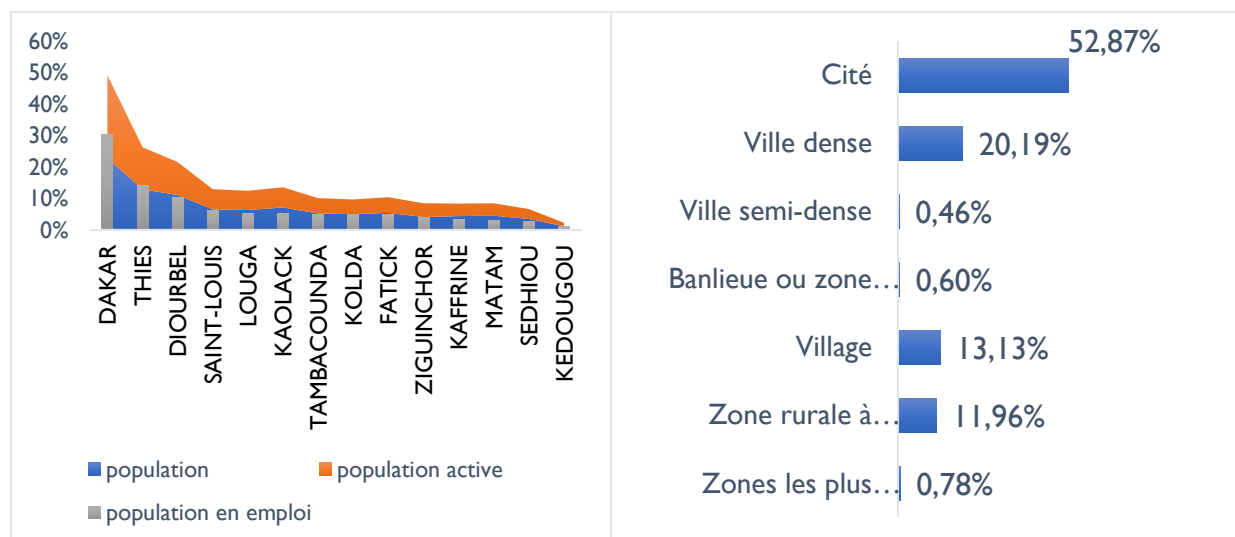 60%
50%
40%
30%
20%
10%
0%
DAKAR
THIES
DIOURBEL
SAINT-LOUIS
LOUGA
KAOLACK
TAMBACOUNDA
KOLDA
FATICK
ZIGUINCHOR
KAFFRINE
MATAM
SEDHIOU
KEDOUGOU
population
population active
population en emploi
Cité 52,87%
Ville dense 20,19%
Ville semi-dense 0,46%
Banlieue ou zone… 0,60%
Village 13,13%
Zone rurale à… 11,96%
Zones les plus… 0,78%